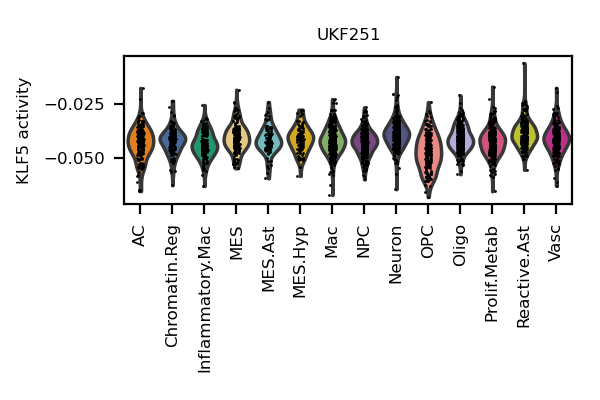 UKF251
KLF5 activity
−0.025
−0.050
AC
Chromatin.Reg
Inflammatory.Mac
MES
MES.Ast
MES.Hyp
Mac
NPC
Neuron
OPC
Oligo
Prolif.Metab
Reactive.Ast
Vasc